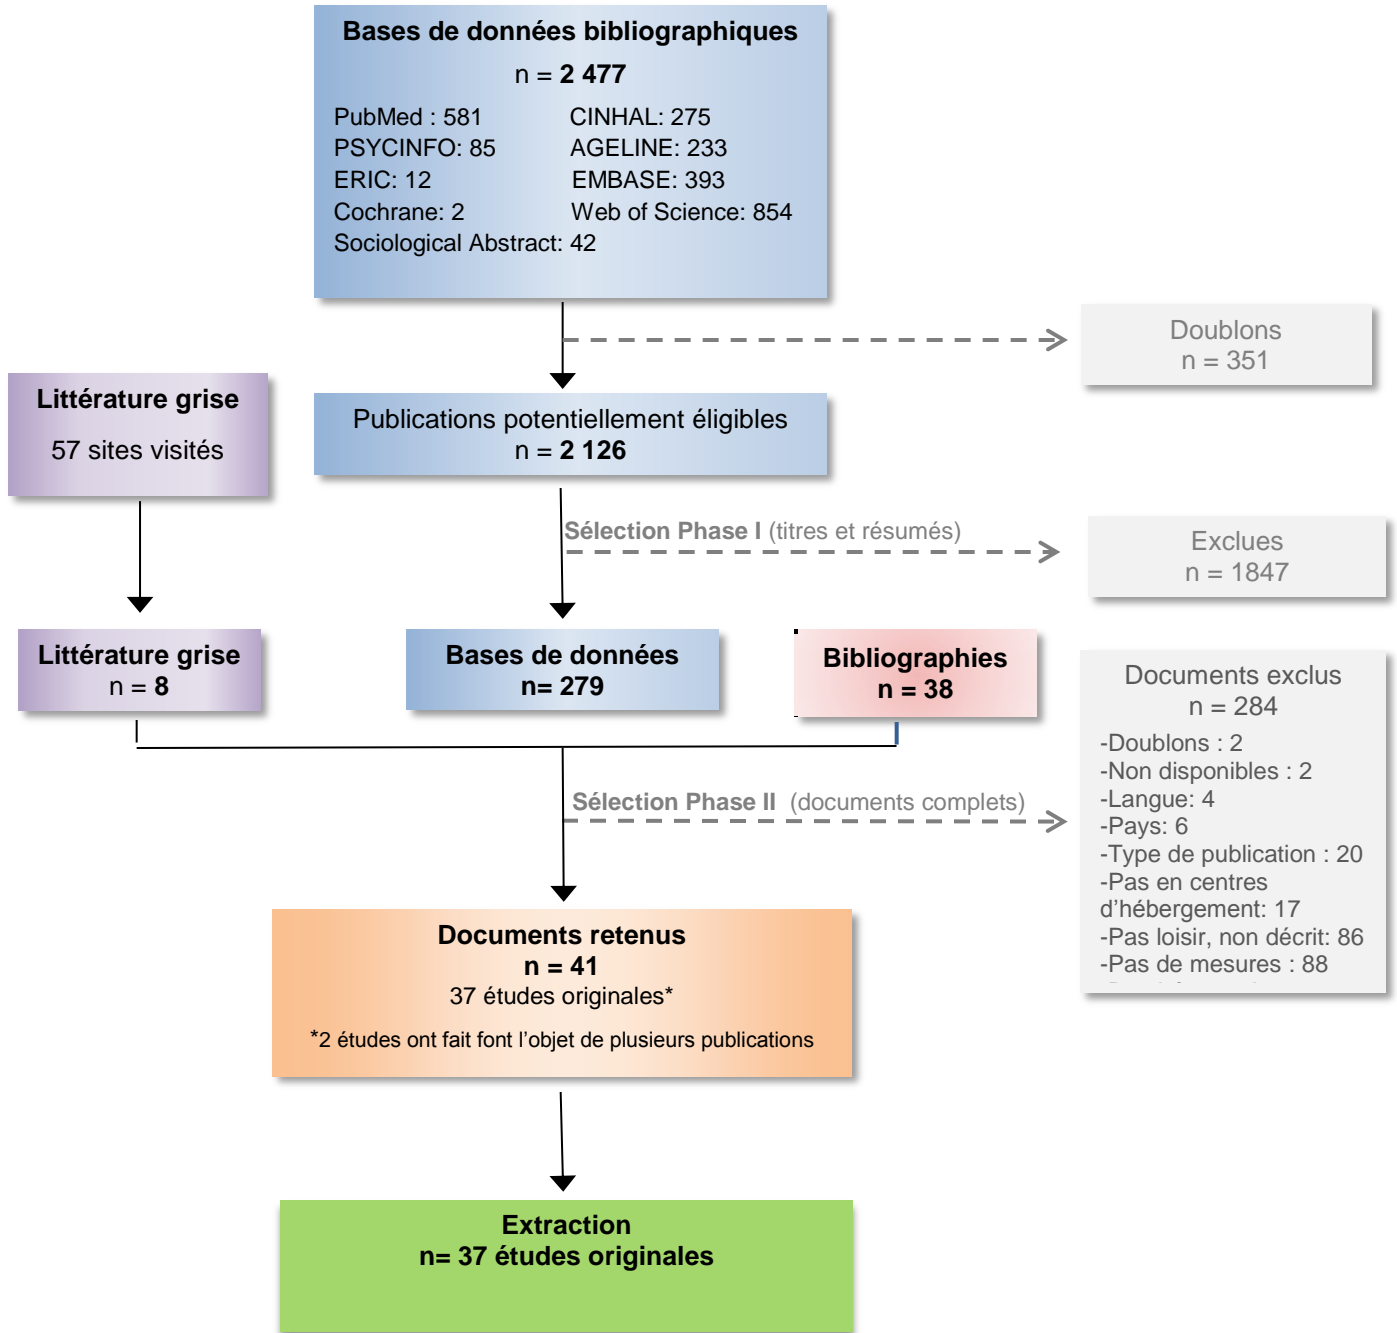 Bases de données bibliographiques
n = 2 477
PubMed : 581 CINHAL: 275
PSYCINFO: 85 AGELINE: 233
ERIC: 12 EMBASE: 393
Cochrane: 2 Web of Science: 854
Sociological Abstract: 42
Doublons
n = 351
Littérature grise
57 sites visités
Publications potentiellement éligibles
n = 2 126
Sélection Phase I (titres et résumés)
Exclues
n = 1847
Littérature grise
n = 8
Bases de données
n= 279
Bibliographies
n = 38
Documents exclus
n = 284
-Doublons : 2
-Non disponibles : 2
-Langue: 4
-Pays: 6
-Type de publication : 20
-Pas en centres
d'hébergement: 17
-Pas loisir, non décrit: 86
-Pas de mesures : 88
Sélection Phase II (documents complets)
Documents retenus
n = 41
37 études originales*
*2 études ont fait font l'objet de plusieurs publications
Extraction
n= 37 études originales